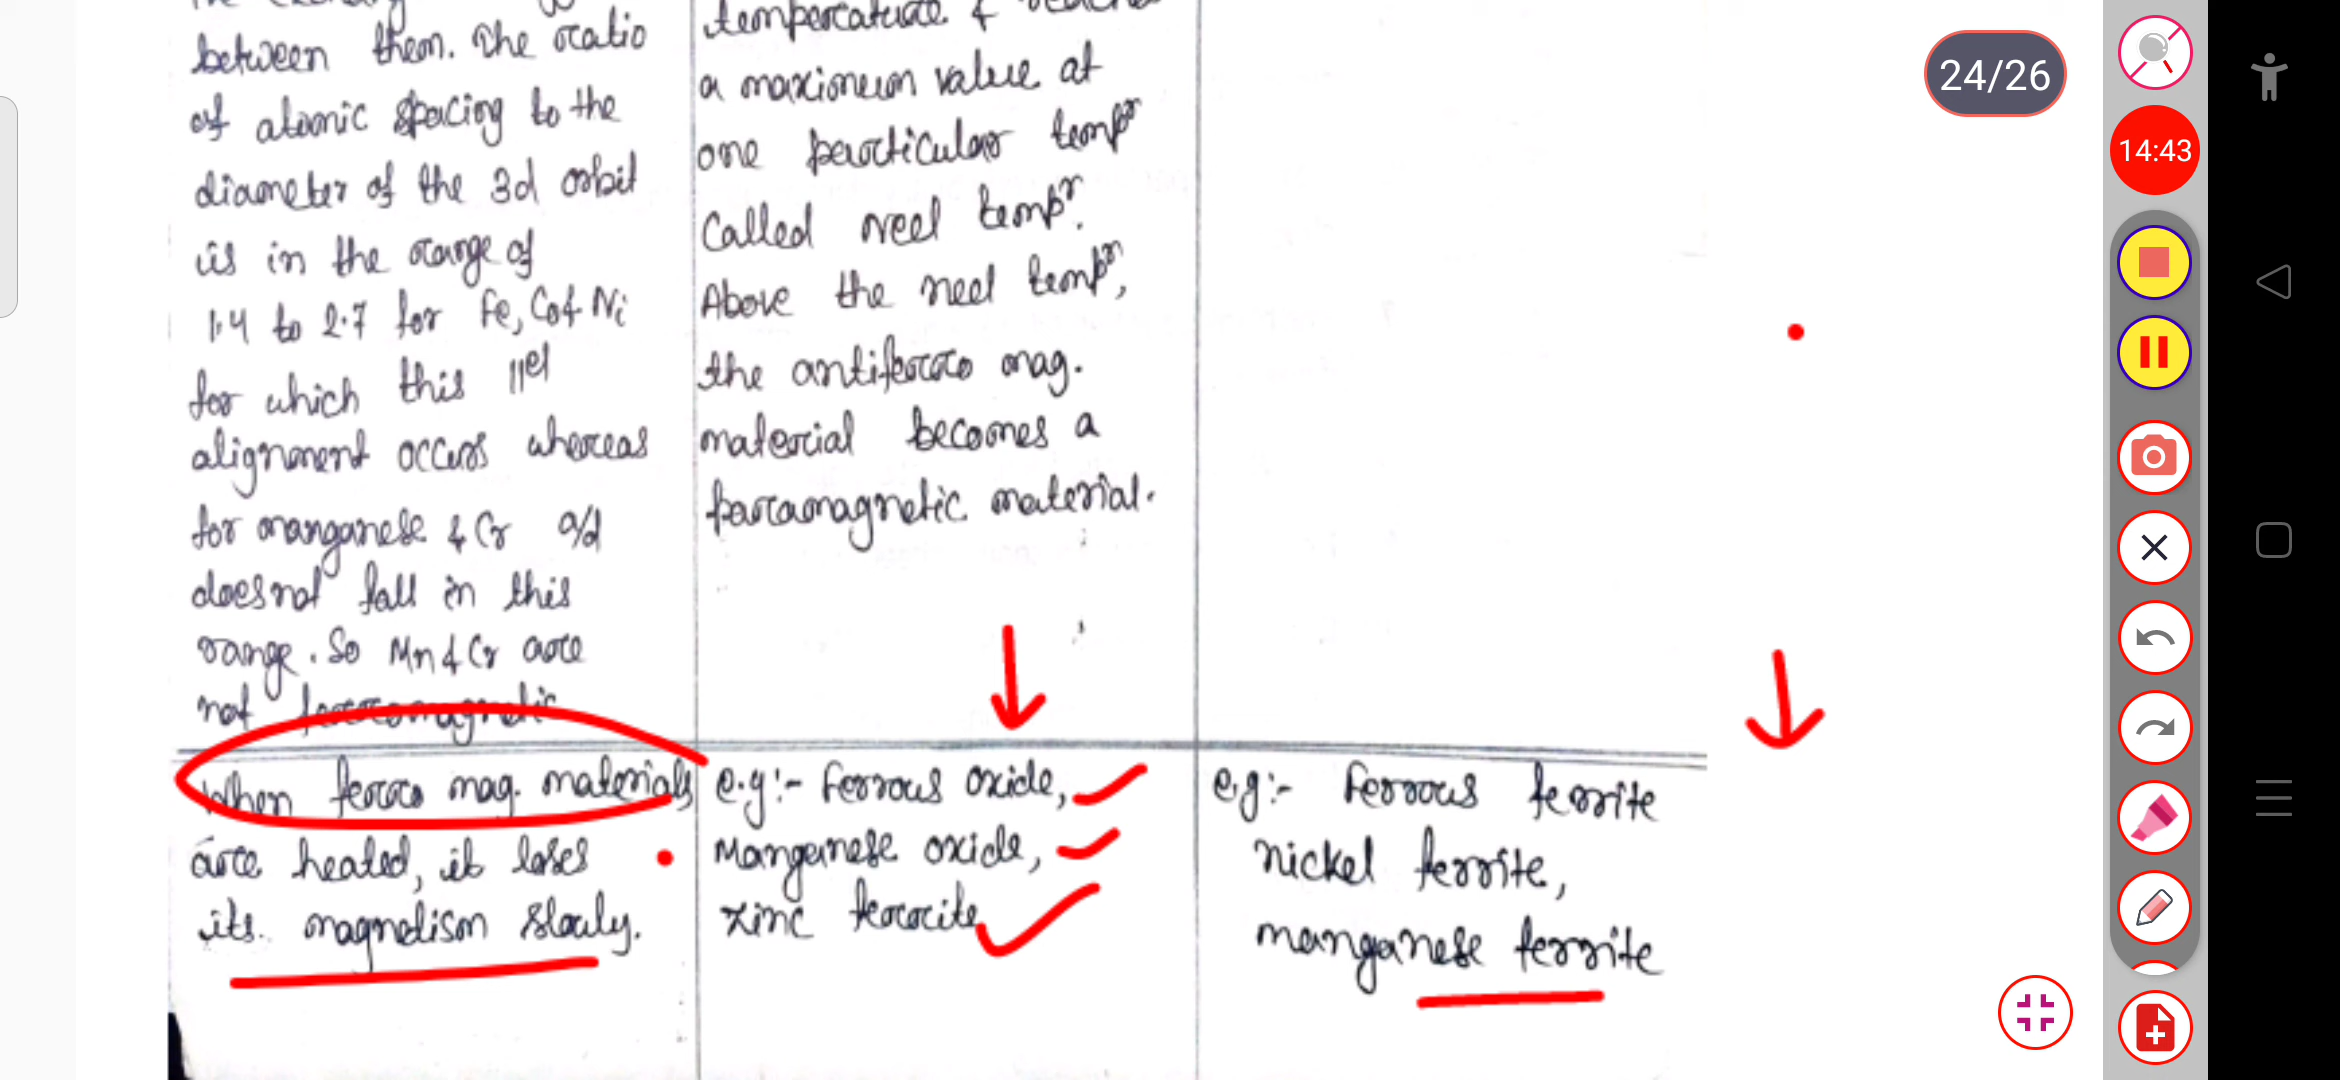 between them. The ratio
of atomic spacing to the
diameter of the 3d orbit
is in the range of
1.4 to 2.7 for Fe, Co & Ni
for which this ||el
alignment occurs whereas
for manganese & Cr a/d
does not fall in this
range. So Mn & Cr are
not ferromagnetic
When ferro mag. materials
are heated, it loses
its magnetism slowly.
temperature &
a maximum value at
one particular tempr
called neel tempr.
Above the neel tempr,
the antiferro mag.
material becomes a
paramagnetic material.
e.g:- Ferrous oxide,
Manganese oxide,
zinc ferrite
e.g:- Ferrous ferrite
nickel ferrite,
manganese ferrite
24/26
14:43